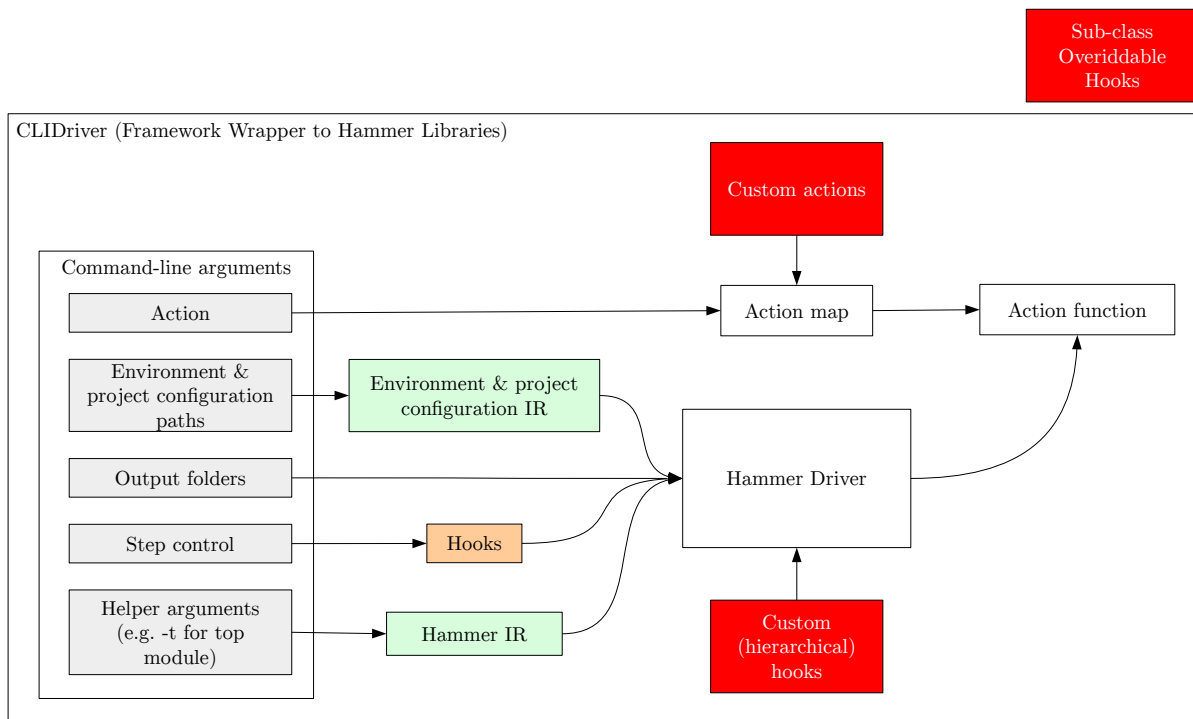 Sub-class
Overiddable
Hooks
CLIDriver (Framework Wrapper to Hammer Libraries)
Custom actions
Command-line arguments
Action
Action map
Action function
Environment &
project configuration
paths
Environment & project
configuration IR
Output folders
Hammer Driver
Step control
Hooks
Helper arguments
(e.g. -t for top
module)
Hammer IR
Custom
(hierarchical)
hooks